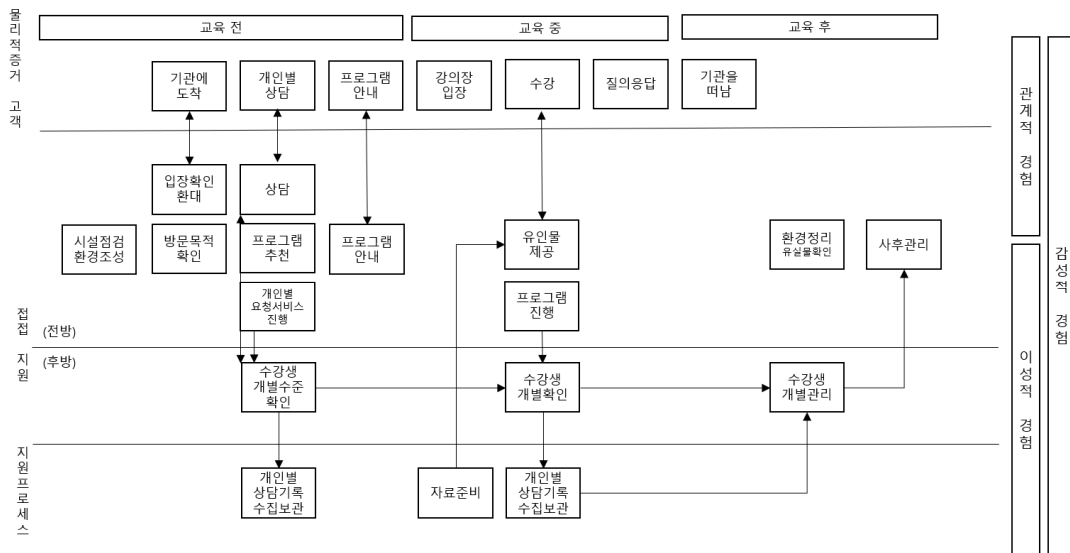 물리적증거 고객
교육 전
교육 중
교육 후
기관에
도착
개인별
상담
프로그램
안내
강의장
입장
수강
질의응답
기관을
떠남
관계적 경험
감성적 경험
입장확인
환대
상담
시설점검
환경조성
방문목적
확인
프로그램
추천
프로그램
안내
유인물
제공
환경정리
유실물확인
사후관리
개인별
요청서비스
진행
프로그램
진행
접점 지원
(전방)
(후방)
수강생
개별수준
확인
수강생
개별확인
수강생
개별관리
이성적 경험
지원프로세스
개인별
상담기록
수집보관
자료준비
개인별
상담기록
수집보관